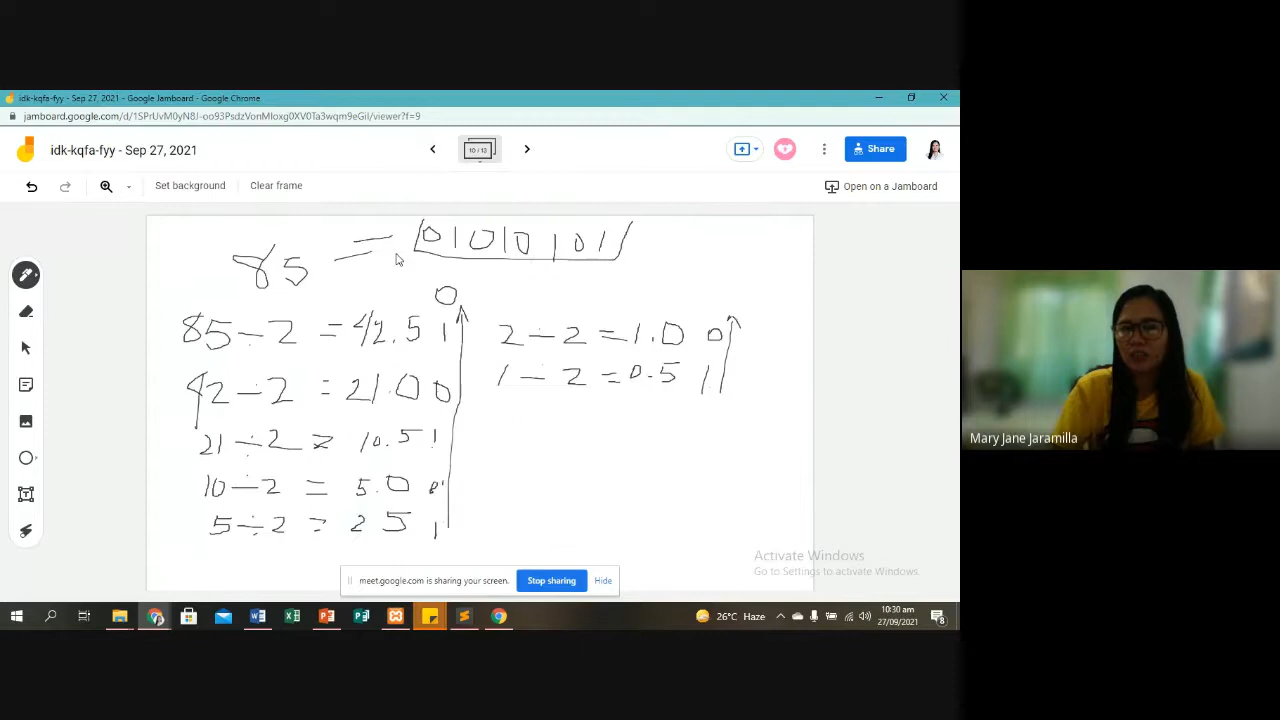 idk-kqfa-fyy - Sep 27, 2021 - Google Jamboard - Google Chrome
jamboard.google.com/d/1SPrUvM0yN8J-oo93PsdzVonMloxg0XV0Ta3wqm9eGiI/viewer?f=9
idk-kqfa-fyy - Sep 27, 2021
10 / 13
Share
Set background
Clear frame
Open on a Jamboard
85 = 01010101
0
85 ÷ 2 = 42.5 1
42 ÷ 2 = 21.0 0
21 ÷ 2 = 10.5 1
10 ÷ 2 = 5.0 0
5 ÷ 2 = 2 5 1
2 ÷ 2 = 1.0 0
1 ÷ 2 = 0.5 1
Mary Jane Jaramilla
Activate Windows
Go to Settings to activate Windows.
meet.google.com is sharing your screen.
Stop sharing
Hide
26°C Haze
10:30 am
27/09/2021
8